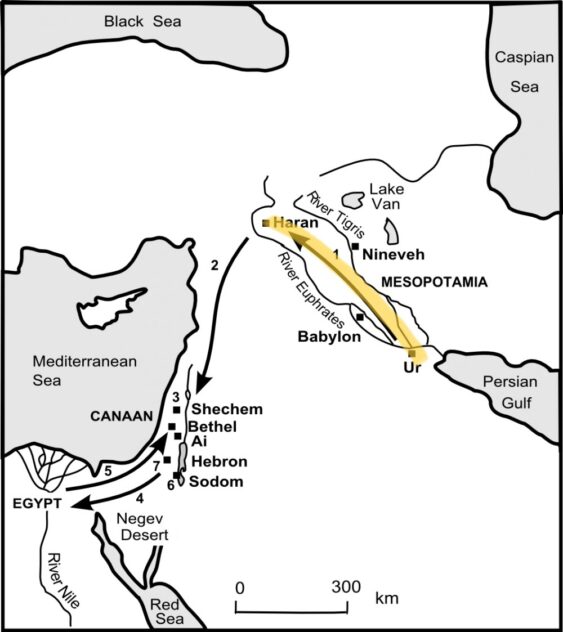 Black Sea
Caspian
Sea
Lake
Van
River Tigris
Haran
1
Nineveh
2
River Euphrates
MESOPOTAMIA
Babylon
Ur
Mediterranean
Sea
Persian
Gulf
3
CANAAN
Shechem
Bethel
Ai
Hebron
5
7
6
Sodom
4
EGYPT
Negev
Desert
River Nile
0
300
km
Red
Sea